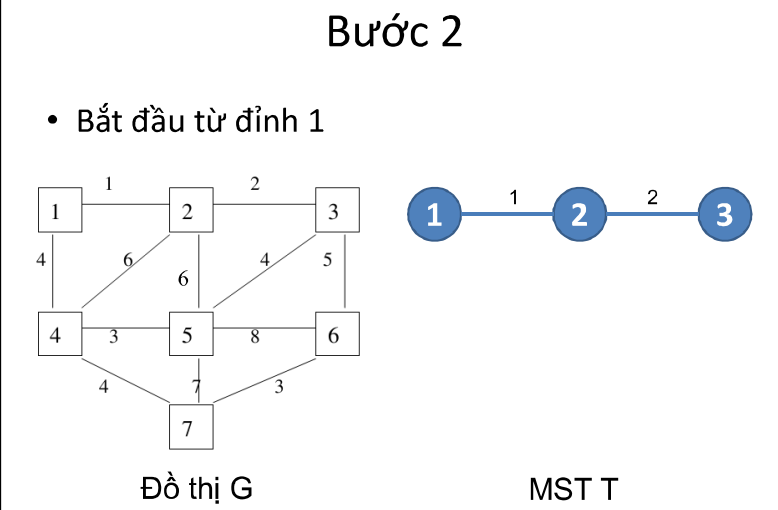 Bước 2
• Bắt đầu từ đỉnh 1
1 2
1 2 3
4 6 6 4 5
4 3 5 8 6
4 7 3
7
Đồ thị G
1 2
1 2 3
MST T